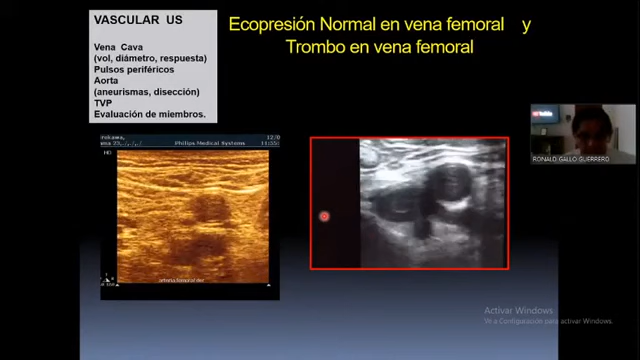 VASCULAR US
Vena Cava
(vol, diámetro, respuesta)
Pulsos periféricos
Aorta
(aneurismas, disección)
TVP
Evaluación de miembros.
Ecopresión Normal en vena femoral y
Trombo en vena femoral
Philips Medical Systems
RONALD GALLO GUERRERO
Activar Windows
Ve a Configuración para activar Windows.